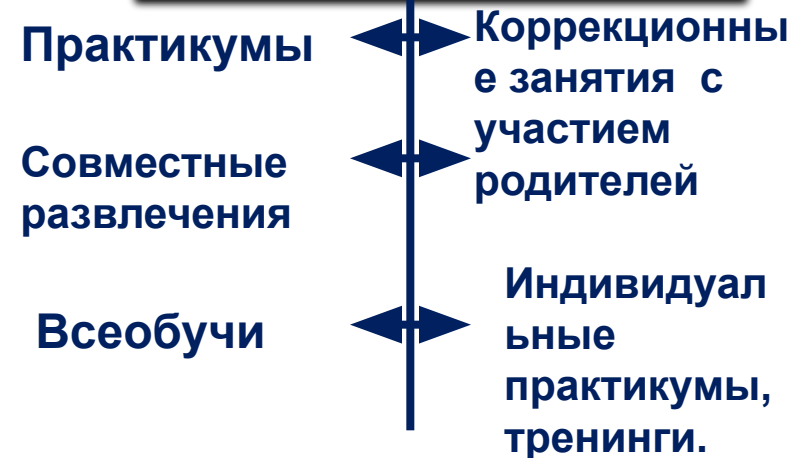 Практикумы
Совместные
развлечения
Всеобучи
Коррекционны
е занятия с
участием
родителей
Индивидуал
ьные
практикумы,
тренинги.